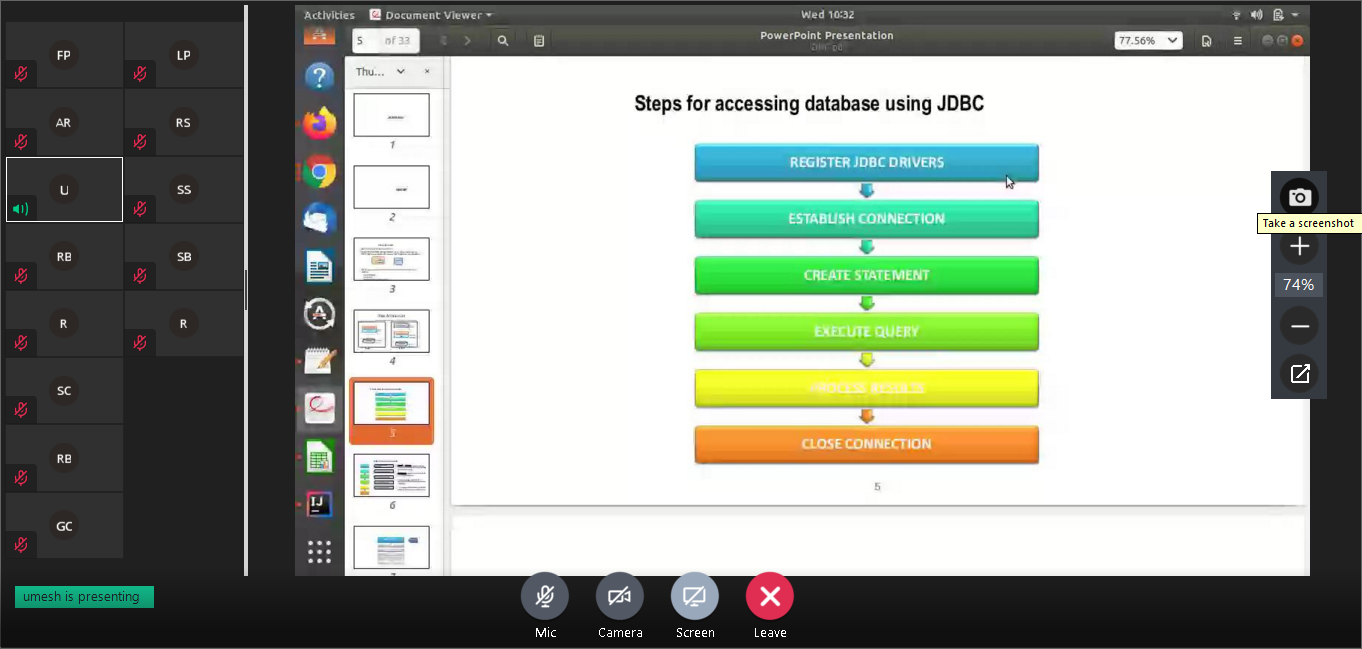 FP
LP
AR
RS
U
SS
RB
SB
R
R
SC
RB
GC
umesh is presenting
Activities
Document Viewer
Wed 10:32
5 of 33
PowerPoint Presentation
77.56%
Thu...
1
2
3
4
5
6
Steps for accessing database using JDBC
REGISTER JDBC DRIVERS
ESTABLISH CONNECTION
CREATE STATEMENT
EXECUTE QUERY
PROCESS RESULTS
CLOSE CONNECTION
5
Take a screenshot
74%
Mic
Camera
Screen
Leave